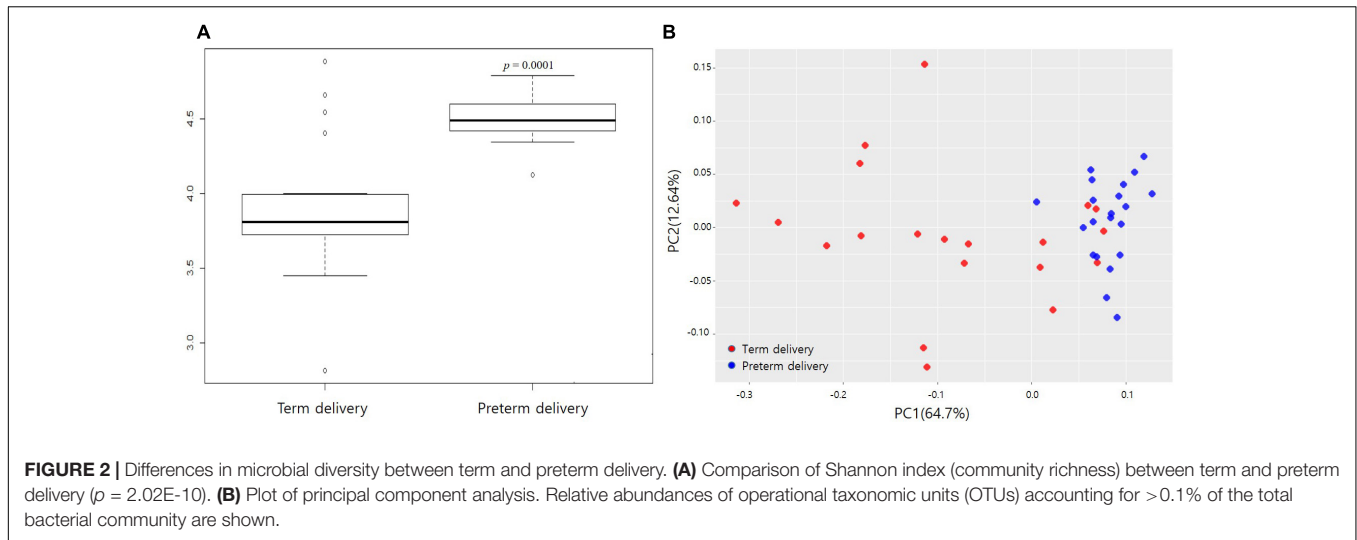 A
B
p = 0.0001
4.5
4.0
3.5
3.0
Term delivery
Preterm delivery
0.15
0.10
0.05
0.00
-0.05
-0.10
PC2(12.64%)
Term delivery
Preterm delivery
-0.3
-0.2
-0.1
0.0
0.1
PC1(64.7%)
FIGURE 2 | Differences in microbial diversity between term and preterm delivery. (A) Comparison of Shannon index (community richness) between term and preterm
delivery (p = 2.02E-10). (B) Plot of principal component analysis. Relative abundances of operational taxonomic units (OTUs) accounting for >0.1% of the total
bacterial community are shown.